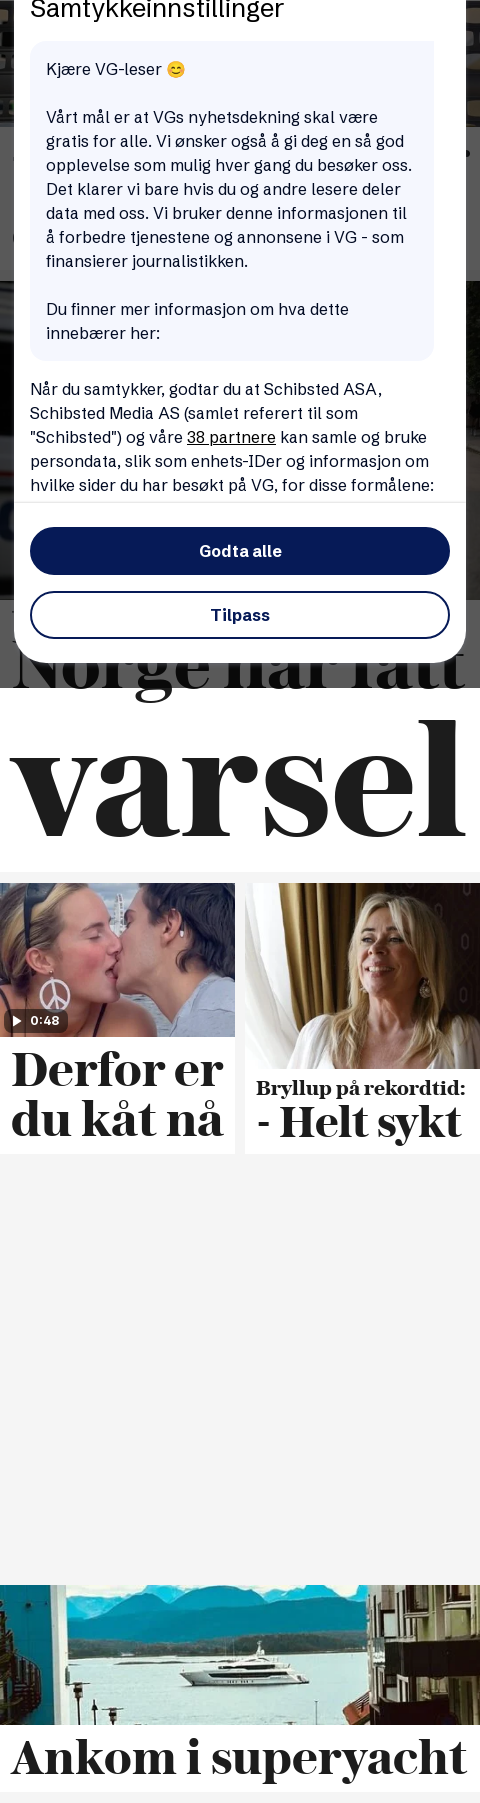 Samtykkeinnstillinger
Kjære VG-leser 😊
Vårt mål er at VGs nyhetsdekning skal være
gratis for alle. Vi ønsker også å gi deg en så god
opplevelse som mulig hver gang du besøker oss.
Det klarer vi bare hvis du og andre lesere deler
data med oss. Vi bruker denne informasjonen til
å forbedre tjenestene og annonsene i VG - som
finansierer journalistikken.
Du finner mer informasjon om hva dette
innebærer her:
Når du samtykker, godtar du at Schibsted ASA,
Schibsted Media AS (samlet referert til som
"Schibsted") og våre 38 partnere kan samle og bruke
persondata, slik som enhets-IDer og informasjon om
hvilke sider du har besøkt på VG, for disse formålene:
Godta alle
Tilpass
Norge har fått
varsel
0:48
Derfor er
du kåt nå
Bryllup på rekordtid:
- Helt sykt
Ankom i superyacht